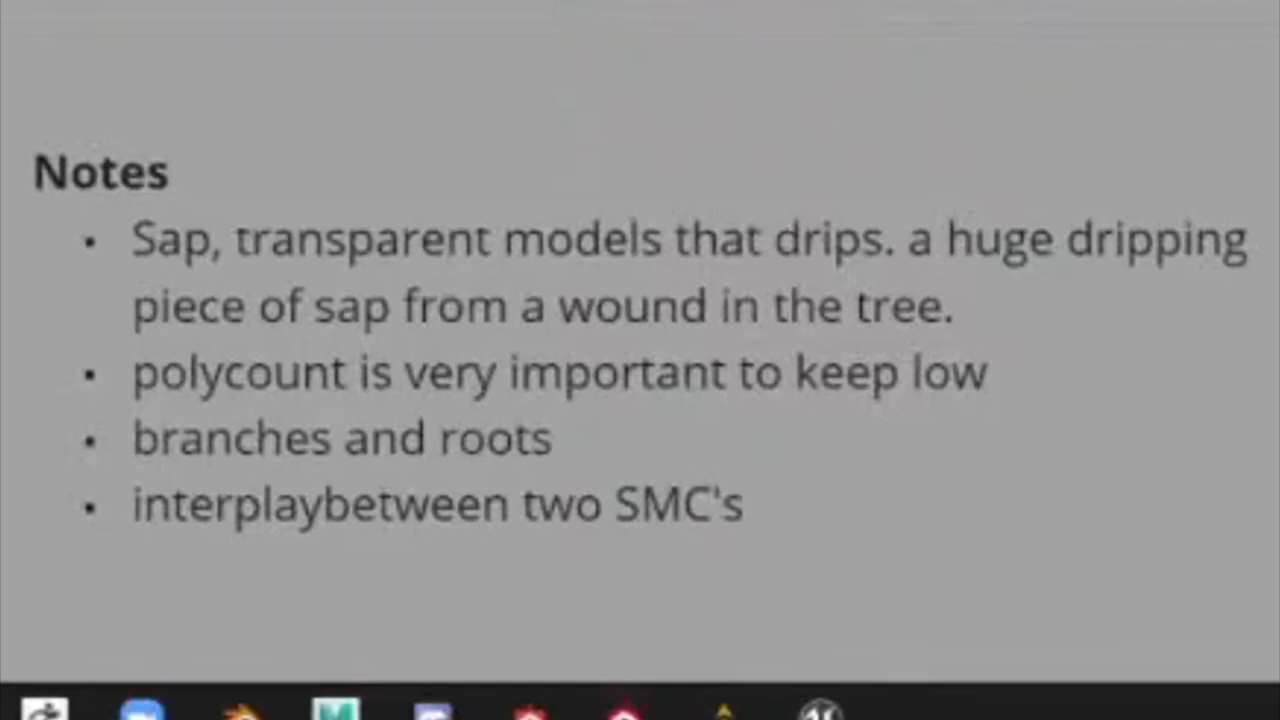 Notes
• Sap, transparent models that drips. a huge dripping
piece of sap from a wound in the tree.
• polycount is very important to keep low
• branches and roots
• interplaybetween two SMC's